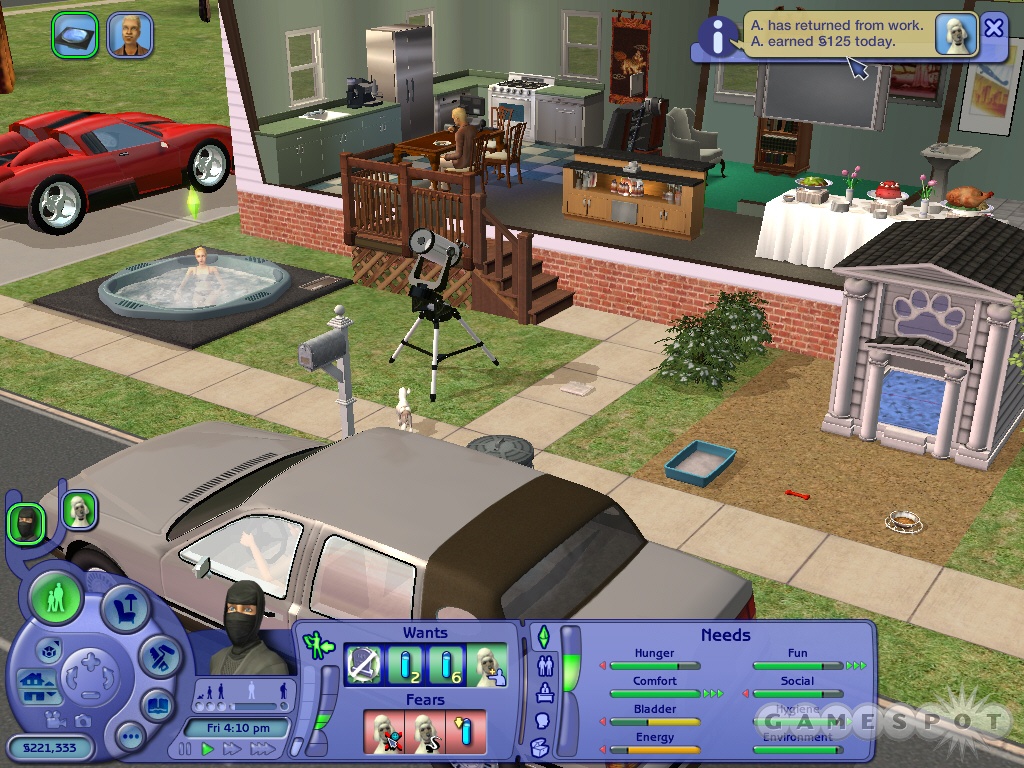 A. has returned from work.
A. earned §125 today.
Wants
2
6
Fears
Needs
Hunger
Fun
Comfort
Social
Bladder
Hygiene
Energy
Environment
Fri 4:10 pm
§221,333
GAMESPOT